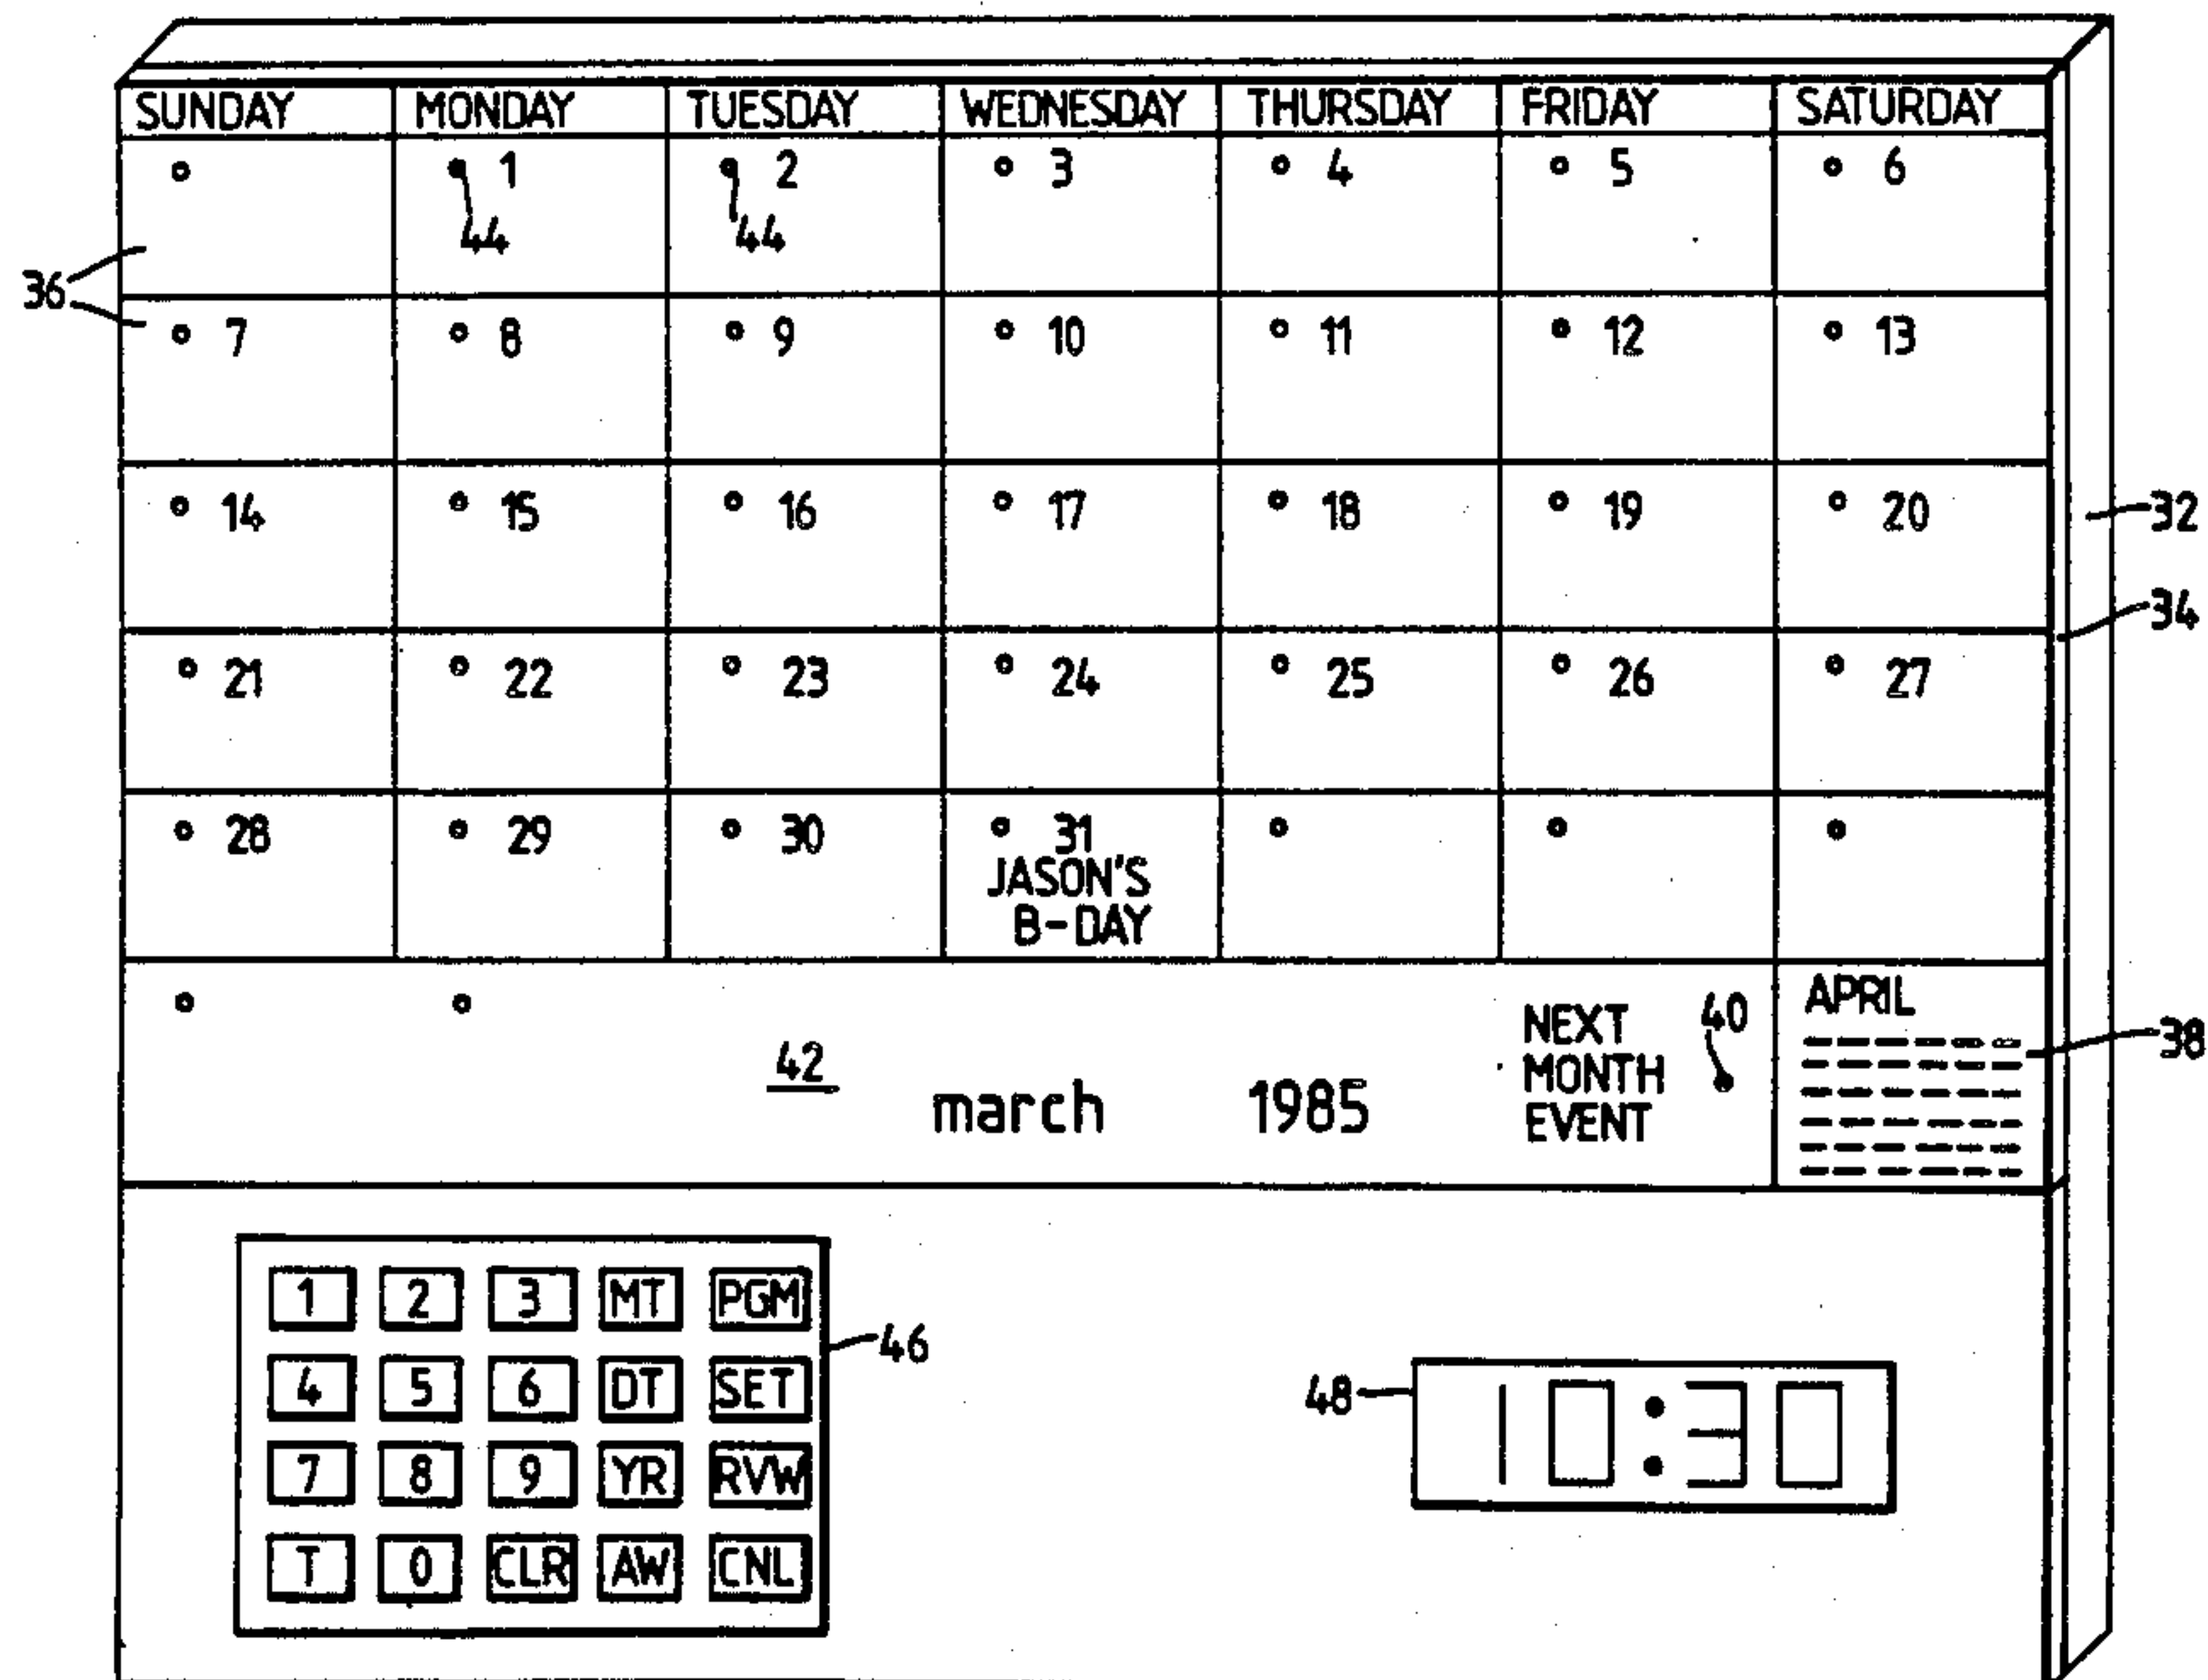 SUNDAY MONDAY TUESDAY WEDNESDAY THURSDAY FRIDAY SATURDAY
1 2 3 4 5 6
44 44
36
7 8 9 10 11 12 13
14 15 16 17 18 19 20
32
34
21 22 23 24 25 26 27
28 29 30 31
JASON'S
B-DAY
APRIL
NEXT 40
MONTH
EVENT
38
42
march 1985
1 2 3 MT PGM
46
4 5 6 DT SET
48 10:30
7 8 9 YR RVW
T 0 CLR AW CNL